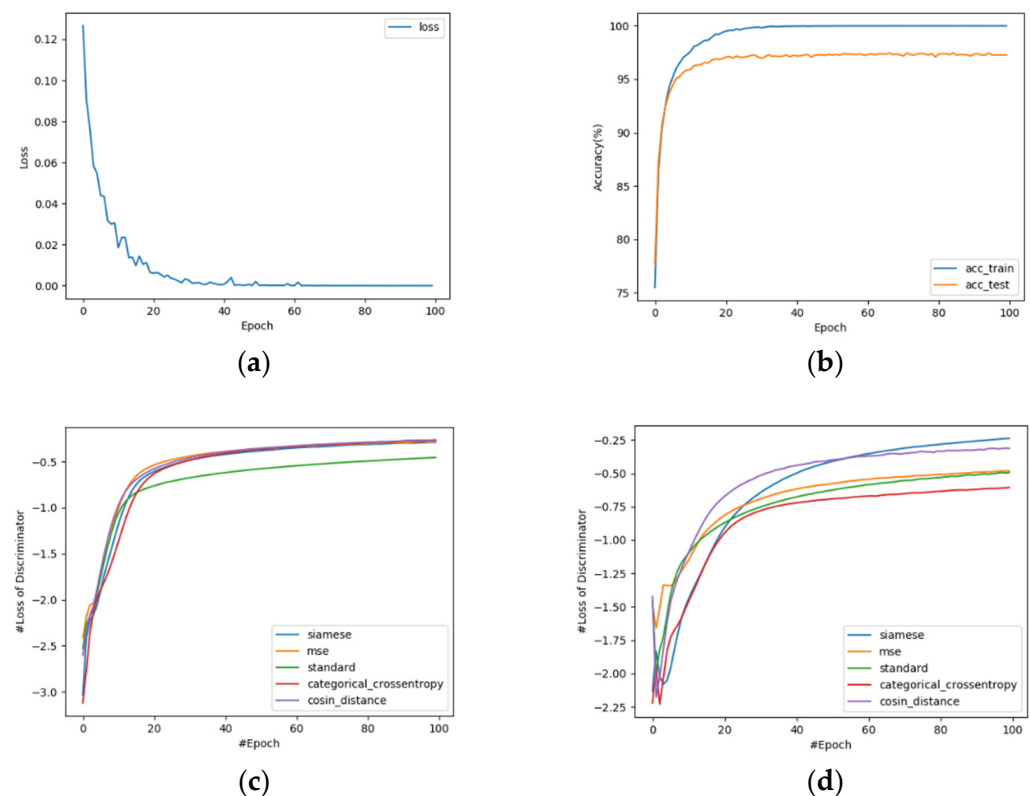 0.12
0.10
0.08
0.06
0.04
0.02
0.00
Loss
loss
0 20 40 60 80 100
Epoch
(a)
100
95
90
85
80
75
Accuracy(%)
acc_train
acc_test
0 20 40 60 80 100
Epoch
(b)
−0.5
−1.0
−1.5
−2.0
−2.5
−3.0
#Loss of Discriminator
siamese
mse
standard
categorical_crossentropy
cosin_distance
0 20 40 60 80 100
#Epoch
(c)
−0.25
−0.50
−0.75
−1.00
−1.25
−1.50
−1.75
−2.00
−2.25
#Loss of Discriminator
siamese
mse
standard
categorical_crossentropy
cosin_distance
0 20 40 60 80 100
#Epoch
(d)